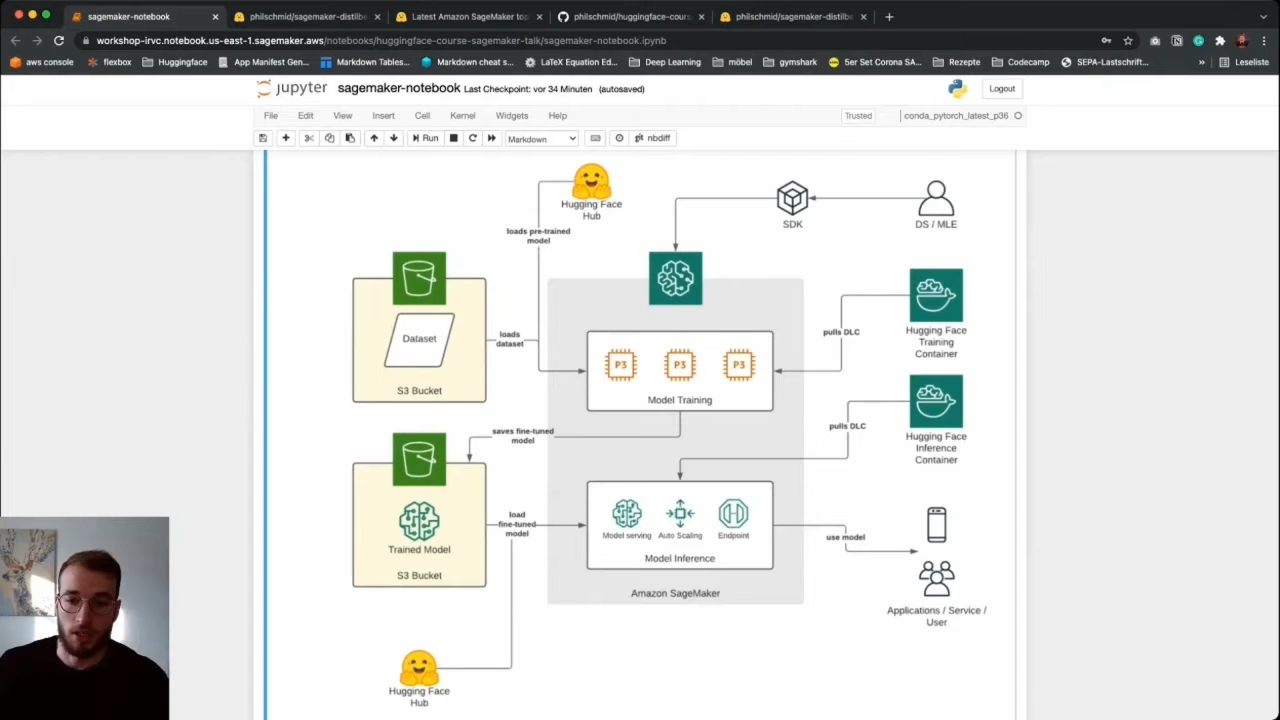 sagemaker-notebook
philschmid/sagemaker-distilbe
Latest Amazon SageMaker to
philschmid/huggingface-cours
philschmid/sagemaker-distilbe
workshop-irvc.notebook.us-east-1.sagemaker.aws/notebooks/huggingface-course-sagemaker-talk/sagemaker-notebook.ipynb
aws console
flexbox
Huggingface
App Manifest Gen...
Markdown Tables...
Markdown cheat s...
LaTeX Equation Ed...
Deep Learning
möbel
gymshark
5er Set Corona SA...
Rezepte
Codecamp
SEPA-Lastschrift...
»
Leseliste
jupyter
sagemaker-notebook Last Checkpoint: vor 34 Minuten (autosaved)
Logout
File Edit View Insert Cell Kernel Widgets Help
Trusted
conda_pytorch_latest_p36
Run
Markdown
git nbdiff
Hugging Face
Hub
SDK
DS / MLE
loads pre-trained
model
Dataset
S3 Bucket
loads
dataset
P3 P3 P3
Model Training
pulls DLC
Hugging Face
Training
Container
saves fine-tuned
model
pulls DLC
Hugging Face
Inference
Container
Trained Model
S3 Bucket
load
fine-tuned
model
Model serving
Auto Scaling
Endpoint
Model Inference
Amazon SageMaker
use model
Applications / Service /
User
Hugging Face
Hub